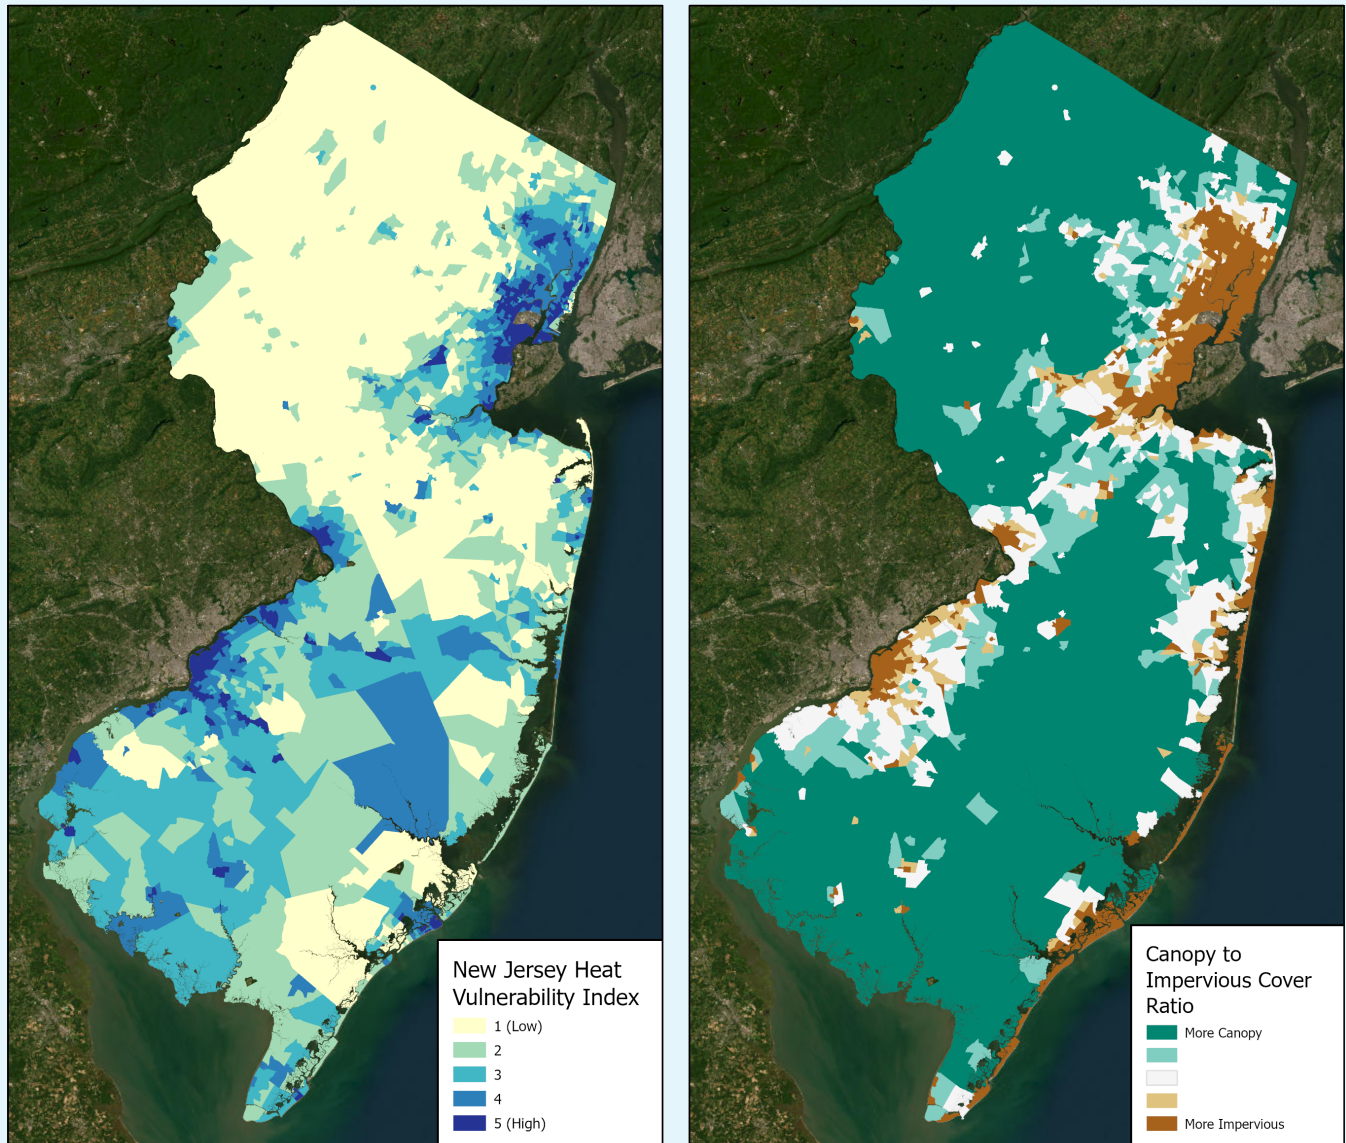 New Jersey Heat
Vulnerability Index
1 (Low)
2
3
4
5 (High)
Canopy to
Impervious Cover
Ratio
More Canopy
More Impervious